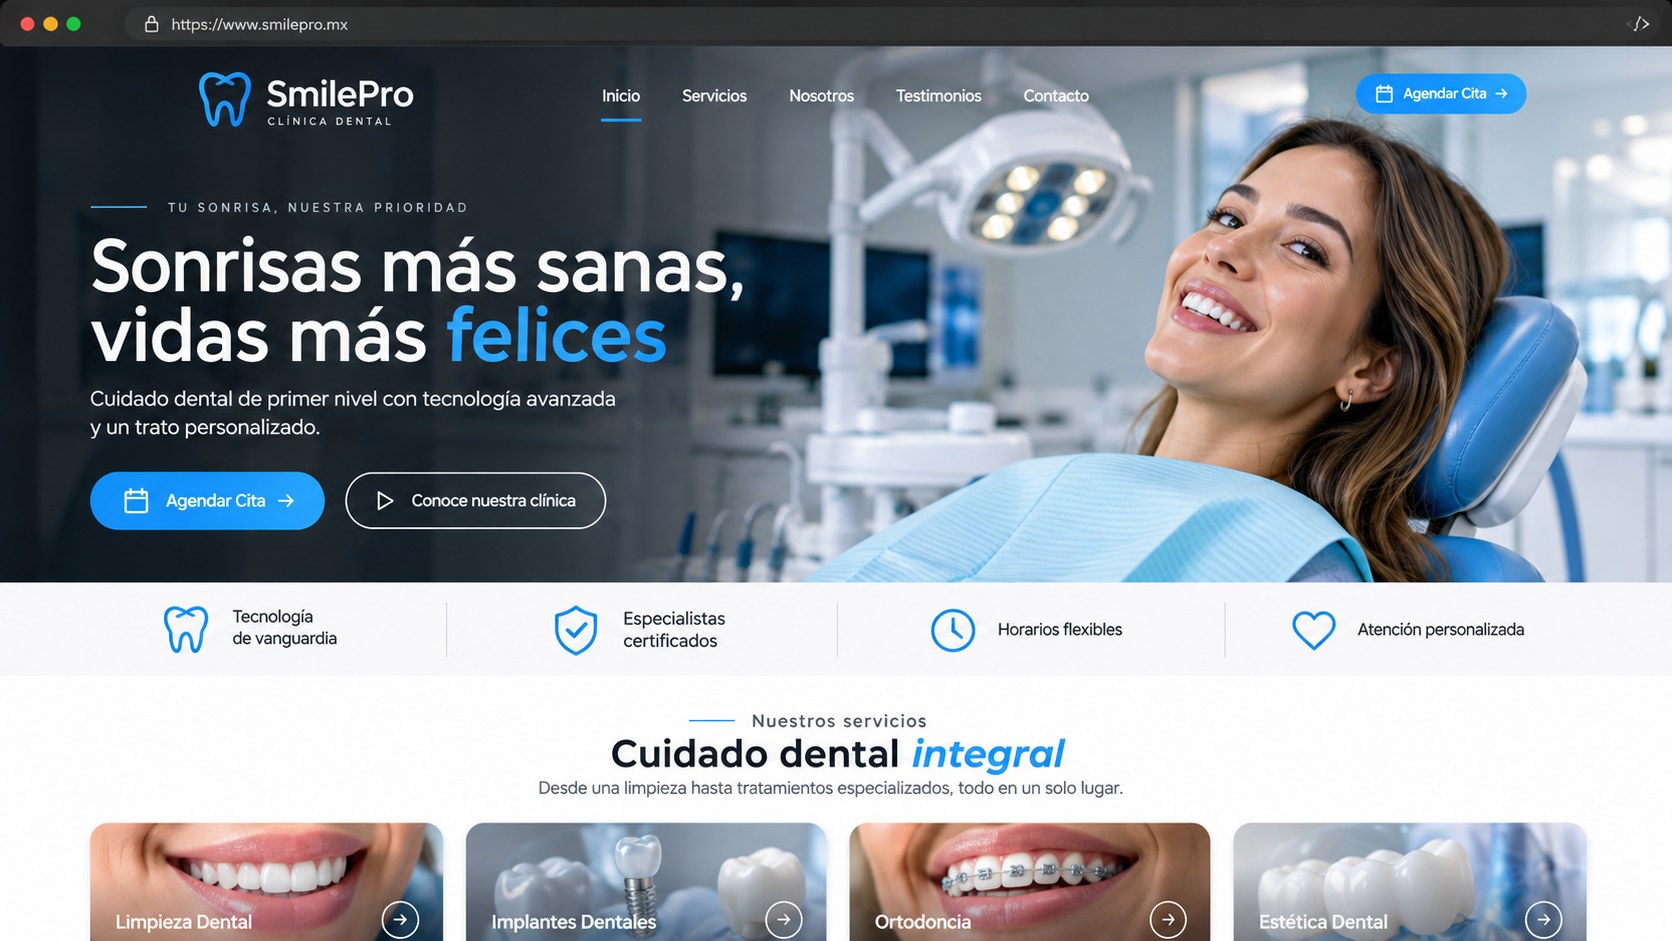 https://www.smilepro.mx
SmilePro
CLÍNICA DENTAL
Inicio
Servicios
Nosotros
Testimonios
Contacto
Agendar Cita
TU SONRISA, NUESTRA PRIORIDAD
Sonrisas más sanas,
vidas más felices
Cuidado dental de primer nivel con tecnología avanzada
y un trato personalizado.
Agendar Cita
Conoce nuestra clínica
Tecnología
de vanguardia
Especialistas
certificados
Horarios flexibles
Atención personalizada
Nuestros servicios
Cuidado dental integral
Desde una limpieza hasta tratamientos especializados, todo en un solo lugar.
Limpieza Dental
Implantes Dentales
Ortodoncia
Estética Dental